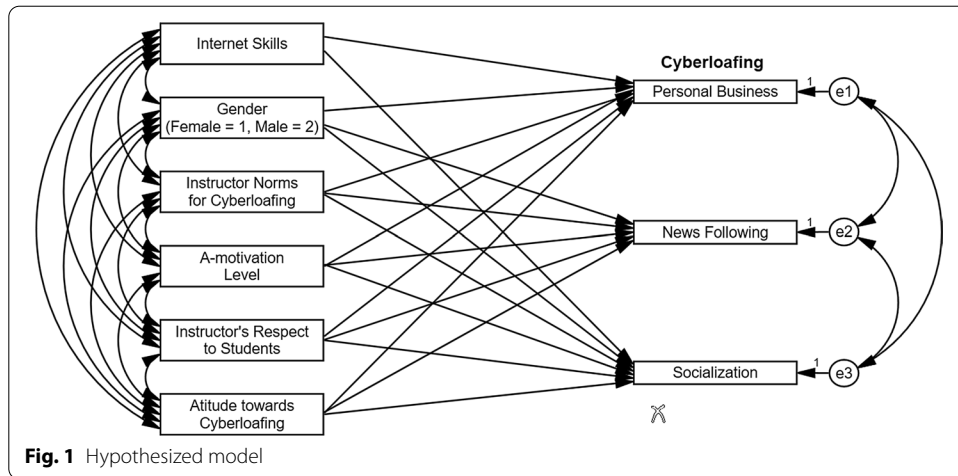 Internet Skills
Gender
(Female = 1, Male = 2)
Instructor Norms
for Cyberloafing
A-motivation
Level
Instructor's Respect
to Students
Atitude towards
Cyberloafing
Cyberloafing
Personal Business
1
e1
News Following
1
e2
Socialization
1
e3
Fig. 1 Hypothesized model